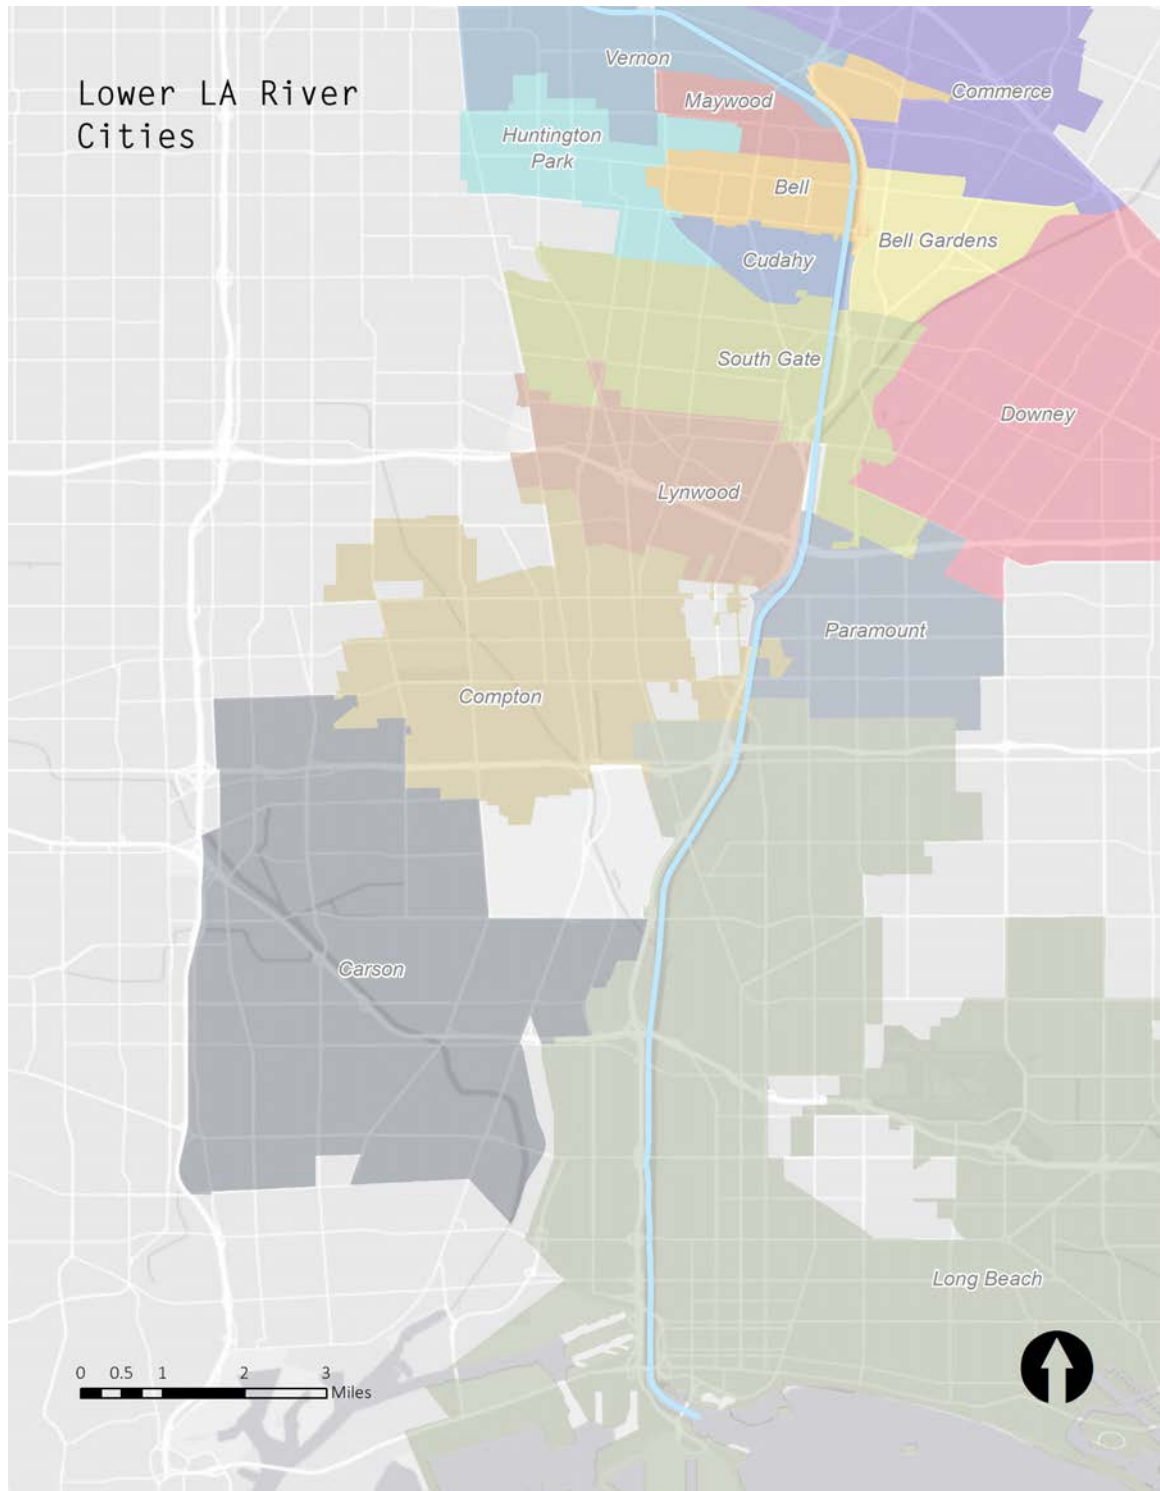 Lower LA River
Cities
Vernon
Maywood
Commerce
Huntington
Park
Bell
Bell Gardens
Cudahy
South Gate
Downey
Lynwood
Paramount
Compton
Carson
Long Beach
0 0.5 1 2 3
Miles